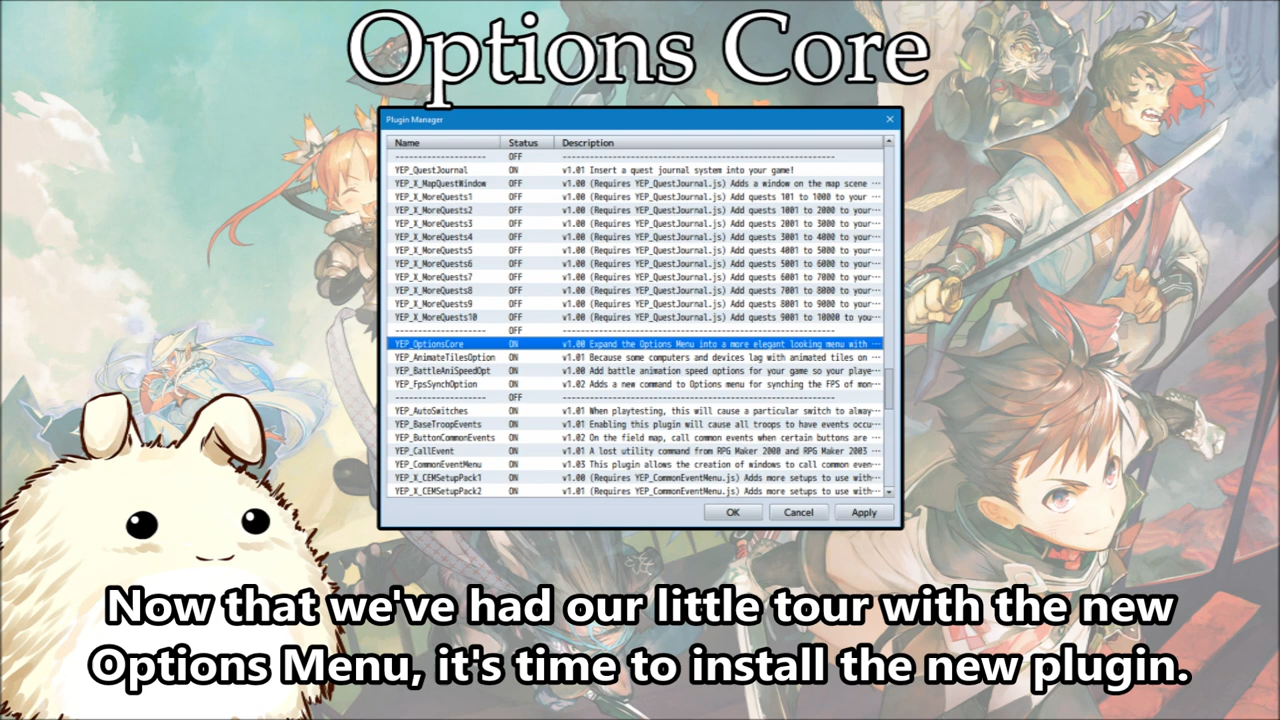 Options Core
Plugin Manager
Name Status Description
-------------------- OFF ------------------------------------------------------------
YEP_QuestJournal ON v1.01 Insert a quest journal system into your game!
YEP_X_MapQuestWindow OFF v1.00 (Requires YEP_QuestJournal.js) Adds a window on the map scene ···
YEP_X_MoreQuests1 OFF v1.00 (Requires YEP_QuestJournal.js) Add quests 101 to 1000 to your ···
YEP_X_MoreQuests2 OFF v1.00 (Requires YEP_QuestJournal.js) Add quests 1001 to 2000 to your···
YEP_X_MoreQuests3 OFF v1.00 (Requires YEP_QuestJournal.js) Add quests 2001 to 3000 to your···
YEP_X_MoreQuests4 OFF v1.00 (Requires YEP_QuestJournal.js) Add quests 3001 to 4000 to your···
YEP_X_MoreQuests5 OFF v1.00 (Requires YEP_QuestJournal.js) Add quests 4001 to 5000 to your···
YEP_X_MoreQuests6 OFF v1.00 (Requires YEP_QuestJournal.js) Add quests 5001 to 6000 to your···
YEP_X_MoreQuests7 OFF v1.00 (Requires YEP_QuestJournal.js) Add quests 6001 to 7000 to your···
YEP_X_MoreQuests8 OFF v1.00 (Requires YEP_QuestJournal.js) Add quests 7001 to 8000 to your···
YEP_X_MoreQuests9 OFF v1.00 (Requires YEP_QuestJournal.js) Add quests 8001 to 9000 to your···
YEP_X_MoreQuests10 OFF v1.00 (Requires YEP_QuestJournal.js) Add quests 9001 to 10000 to you···
-------------------- OFF ------------------------------------------------------------
YEP_OptionsCore ON v1.00 Expand the Options Menu into a more elegant looking menu with ···
YEP_AnimateTilesOption ON v1.01 Because some computers and devices lag with animated tiles on ···
YEP_BattleAniSpeedOpt ON v1.00 Add battle animation speed options for your game so your playe···
YEP_FpsSynchOption ON v1.02 Adds a new command to Options menu for synching the FPS of mon···
-------------------- OFF ------------------------------------------------------------
YEP_AutoSwitches ON v1.01 When playtesting, this will cause a particular switch to alway···
YEP_BaseTroopEvents ON v1.01 Enabling this plugin will cause all troops to have events occu···
YEP_ButtonCommonEvents ON v1.02 On the field map, call common events when certain buttons are ···
YEP_CallEvent ON v1.01 A lost utility command from RPG Maker 2000 and RPG Maker 2003 ···
YEP_CommonEventMenu ON v1.03 This plugin allows the creation of windows to call common even···
YEP_X_CEMSetupPack1 ON v1.00 (Requires YEP_CommonEventMenu.js) Adds more setups to use with···
YEP_X_CEMSetupPack2 ON v1.01 (Requires YEP_CommonEventMenu.js) Adds more setups to use with···
OK Cancel Apply
Now that we've had our little tour with the new
Options Menu, it's time to install the new plugin.